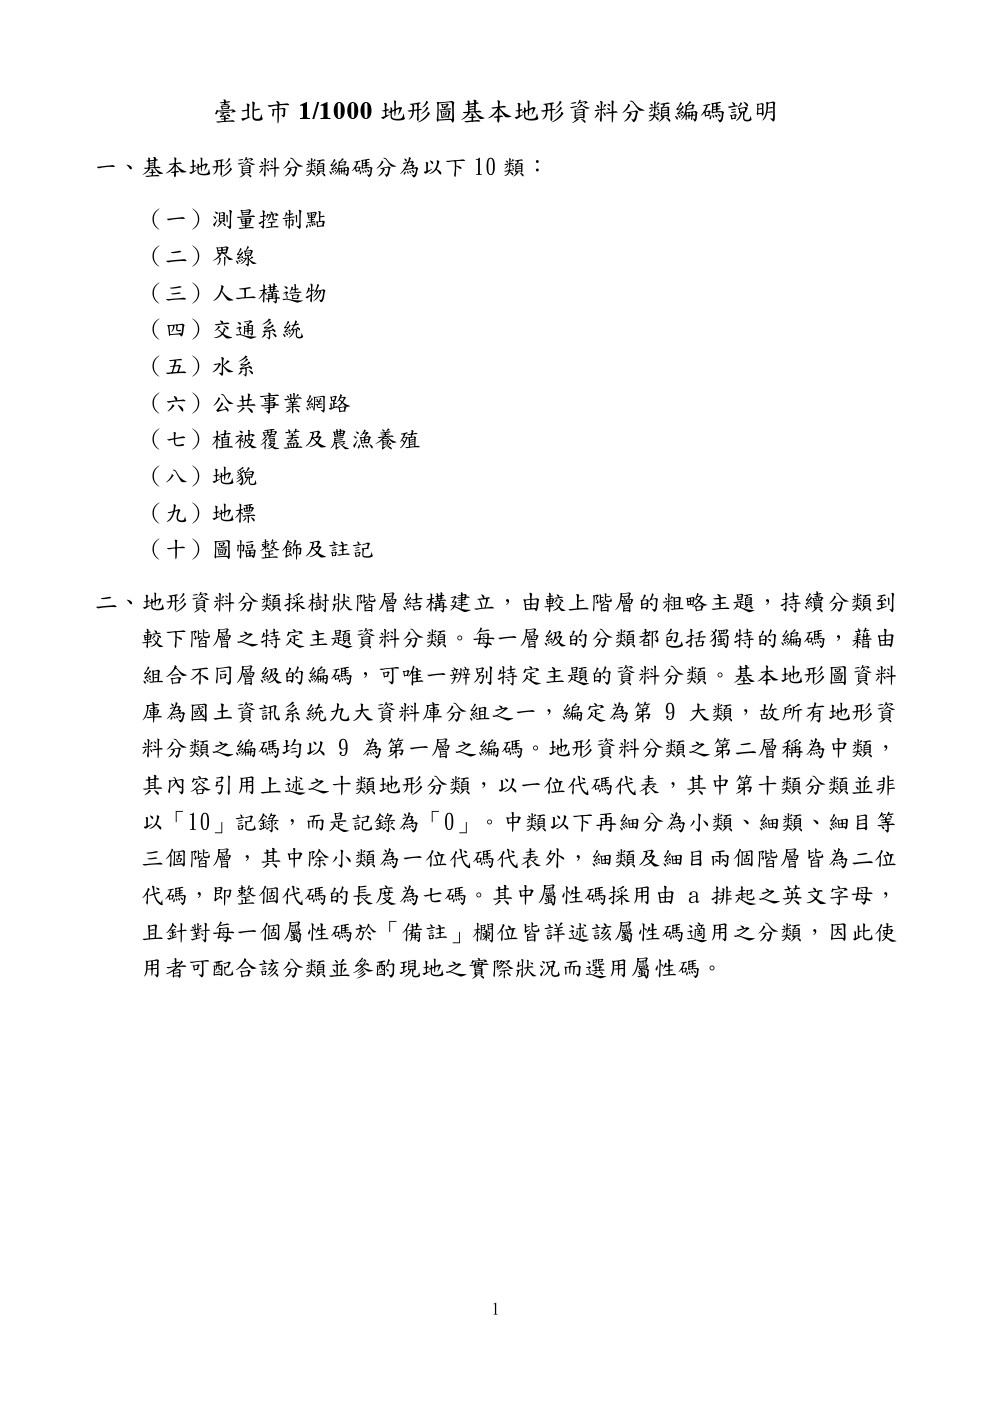 臺北市 1/1000 地形圖基本地形資料分類編碼說明
一、基本地形資料分類編碼分為以下 10 類：
（一）測量控制點
（二）界線
（三）人工構造物
（四）交通系統
（五）水系
（六）公共事業網路
（七）植被覆蓋及農漁養殖
（八）地貌
（九）地標
（十）圖幅整飾及註記
二、地形資料分類採樹狀階層結構建立，由較上階層的粗略主題，持續分類到
較下階層之特定主題資料分類。每一層級的分類都包括獨特的編碼，藉由
組合不同層級的編碼，可唯一辨別特定主題的資料分類。基本地形圖資料
庫為國土資訊系統九大資料庫分組之一，編定為第 9 大類，故所有地形資
料分類之編碼均以 9 為第一層之編碼。地形資料分類之第二層稱為中類，
其內容引用上述之十類地形分類，以一位代碼代表，其中第十類分類並非
以「10」記錄，而是記錄為「0」。中類以下再細分為小類、細類、細目等
三個階層，其中除小類為一位代碼代表外，細類及細目兩個階層皆為二位
代碼，即整個代碼的長度為七碼。其中屬性碼採用由 a 排起之英文字母，
且針對每一個屬性碼於「備註」欄位皆詳述該屬性碼適用之分類，因此使
用者可配合該分類並參酌現地之實際狀況而選用屬性碼。
1